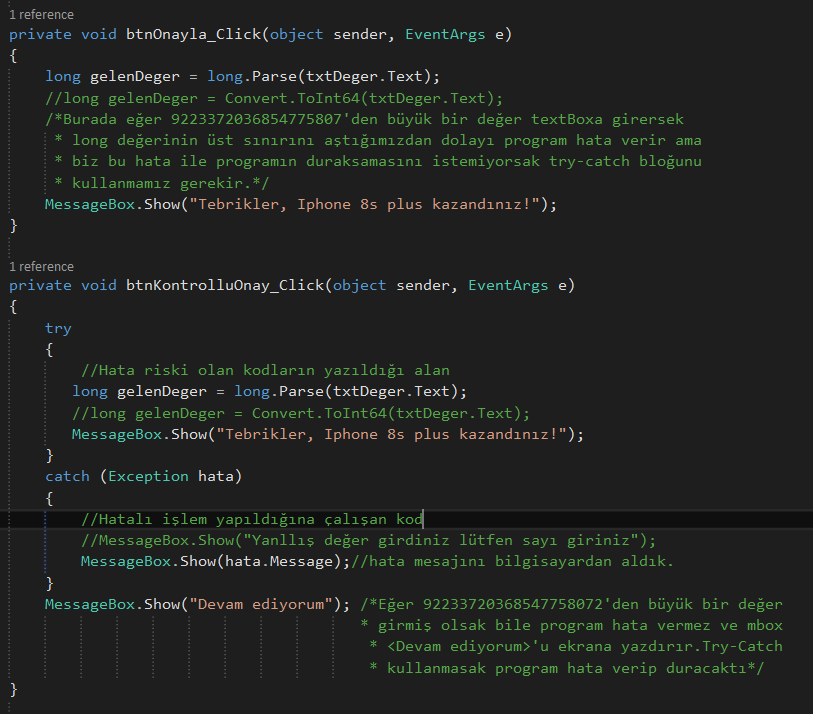 1 reference
private void btnOnayla_Click(object sender, EventArgs e)
{
long gelenDeger = long.Parse(txtDeger.Text);
//long gelenDeger = Convert.ToInt64(txtDeger.Text);
/*Burada eğer 9223372036854775807'den büyük bir değer textBoxa girersek
* long değerinin üst sınırını aştığımızdan dolayı program hata verir ama
* biz bu hata ile programın duraksamasını istemiyorsak try-catch bloğunu
* kullanmamız gerekir.*/
MessageBox.Show("Tebrikler, Iphone 8s plus kazandınız!");
}
1 reference
private void btnKontrolluOnay_Click(object sender, EventArgs e)
{
try
{
//Hata riski olan kodların yazıldığı alan
long gelenDeger = long.Parse(txtDeger.Text);
//long gelenDeger = Convert.ToInt64(txtDeger.Text);
MessageBox.Show("Tebrikler, Iphone 8s plus kazandınız!");
}
catch (Exception hata)
{
//Hatalı işlem yapıldığına çalışan kod
//MessageBox.Show("Yanllış değer girdiniz lütfen sayı giriniz");
MessageBox.Show(hata.Message);//hata mesajını bilgisayardan aldık.
}
MessageBox.Show("Devam ediyorum"); /*Eğer 92233720368547758072'den büyük bir değer
* girmiş olsak bile program hata vermez ve mbox
* <Devam ediyorum>'u ekrana yazdırır.Try-Catch
* kullanmasak program hata verip duracaktı*/
}